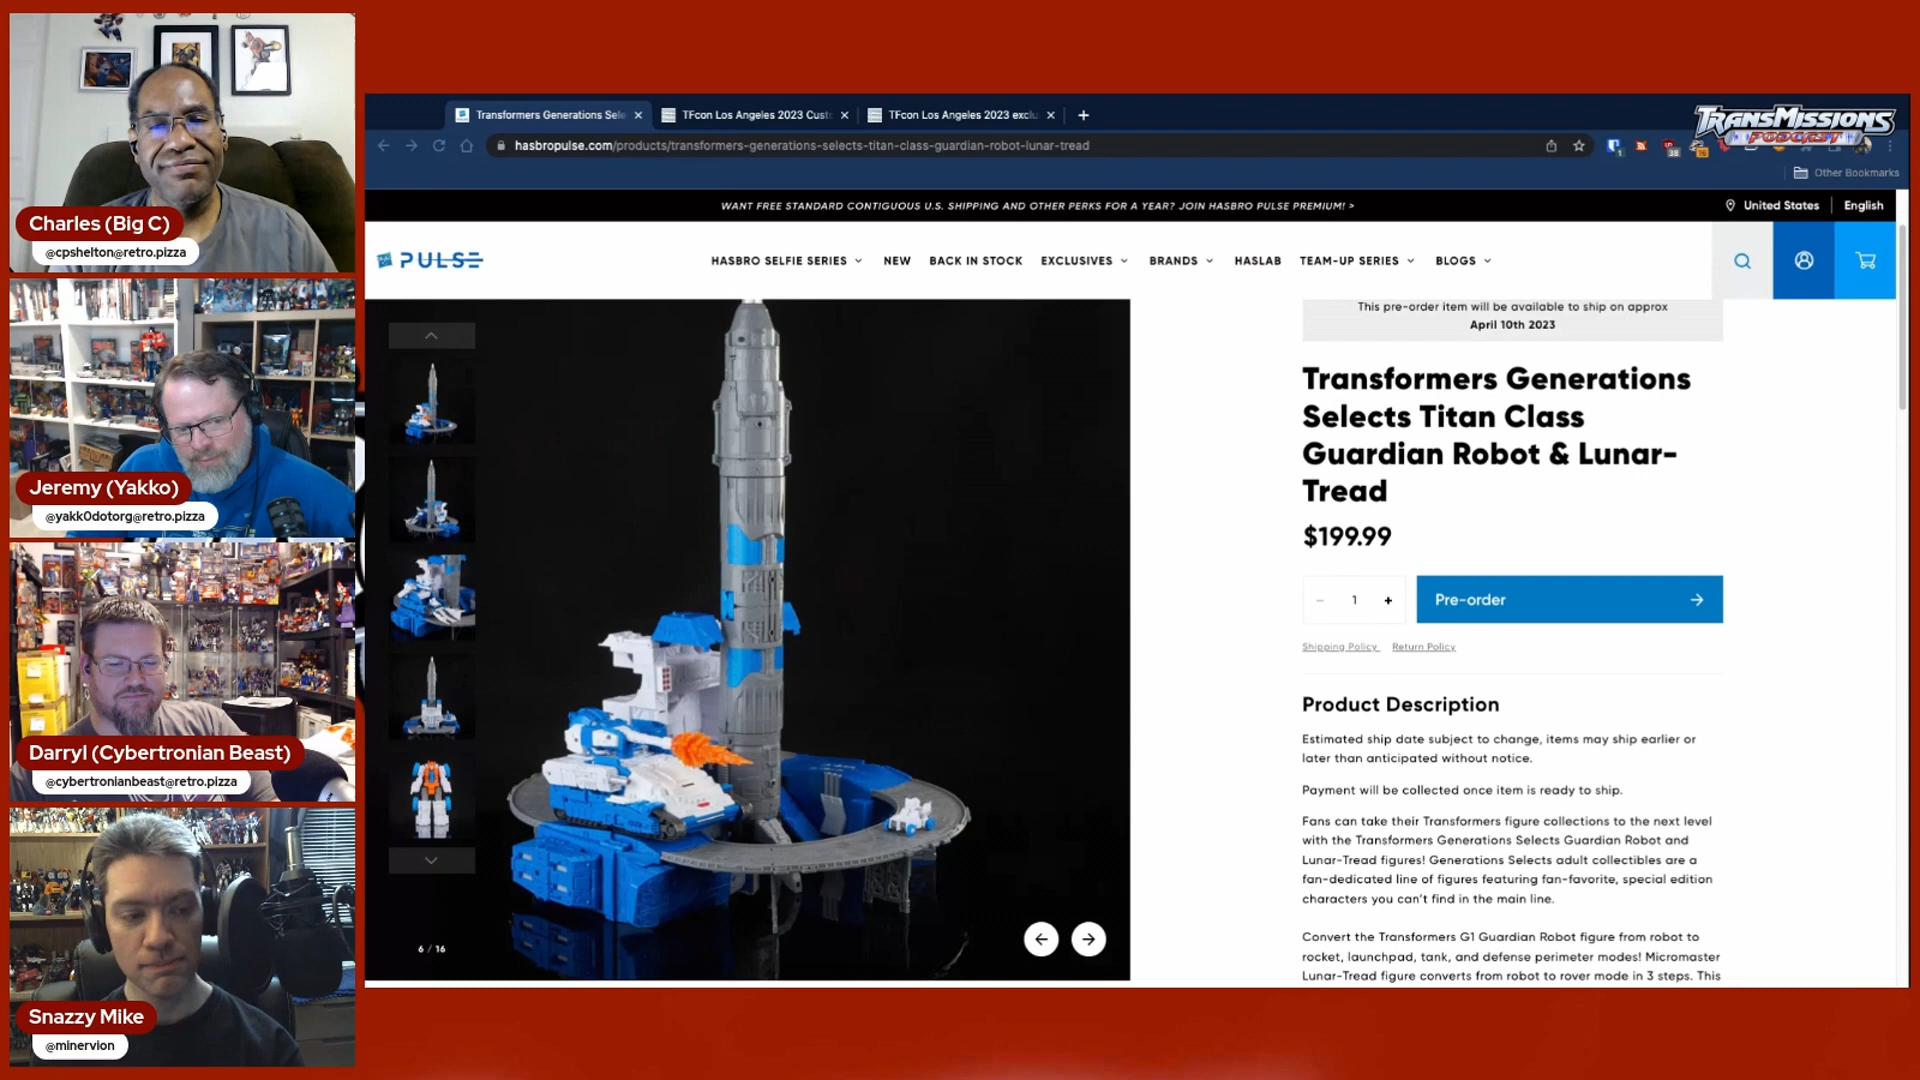 Charles (Big C)
@cpshelton@retro.pizza
Jeremy (Yakko)
@yakk0dotorg@retro.pizza
Darryl (Cybertronian Beast)
@cybertronianbeast@retro.pizza
Snazzy Mike
@minervion
Transformers Generations Sele
TFcon Los Angeles 2023 Cust
TFcon Los Angeles 2023 exclu
TRANSMISSIONS
PODCAST
hasbropulse.com/products/transformers-generations-selects-titan-class-guardian-robot-lunar-tread
Other Bookmarks
WANT FREE STANDARD CONTIGUOUS U.S. SHIPPING AND OTHER PERKS FOR A YEAR? JOIN HASBRO PULSE PREMIUM! >
United States
English
PULSE
HASBRO SELFIE SERIES
NEW
BACK IN STOCK
EXCLUSIVES
BRANDS
HASLAB
TEAM-UP SERIES
BLOGS
This pre-order item will be available to ship on approx
April 10th 2023
Transformers Generations
Selects Titan Class
Guardian Robot & Lunar-
Tread
$199.99
− 1 +
Pre-order
Shipping Policy
Return Policy
Product Description
Estimated ship date subject to change, items may ship earlier or
later than anticipated without notice.
Payment will be collected once item is ready to ship.
Fans can take their Transformers figure collections to the next level
with the Transformers Generations Selects Guardian Robot and
Lunar-Tread figures! Generations Selects adult collectibles are a
fan-dedicated line of figures featuring fan-favorite, special edition
characters you can't find in the main line.
Convert the Transformers G1 Guardian Robot figure from robot to
rocket, launchpad, tank, and defense perimeter modes! Micromaster
Lunar-Tread figure converts from robot to rover mode in 3 steps. This
6 / 16